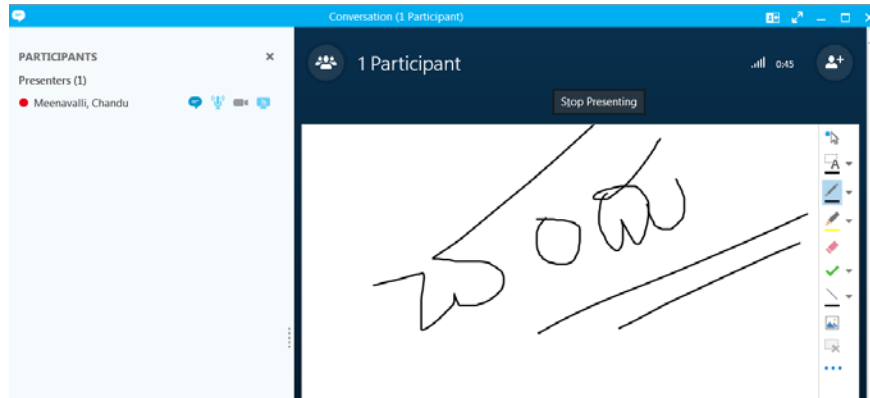 Conversation (1 Participant)
PARTICIPANTS
Presenters (1)
Meenavalli, Chandu
1 Participant
0:45
Stop Presenting
చందు
A